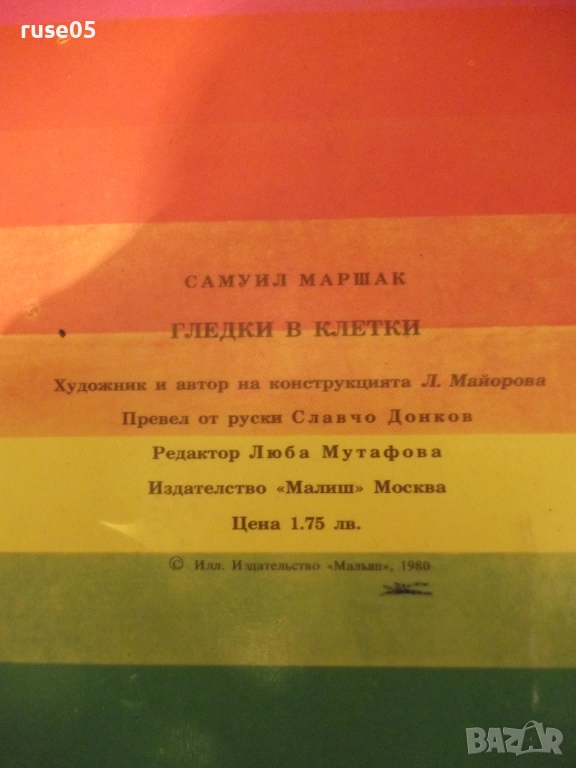 ruse05
САМУИЛ МАРШАК
ГЛЕДКИ В КЛЕТКИ
Художник и автор на конструкцията Л. Майорова
Превел от руски Славчо Донков
Редактор Люба Мутафова
Издателство «Малиш» Москва
Цена 1.75 лв.
© Илл. Издательство «Малыш», 1980
BAZAR